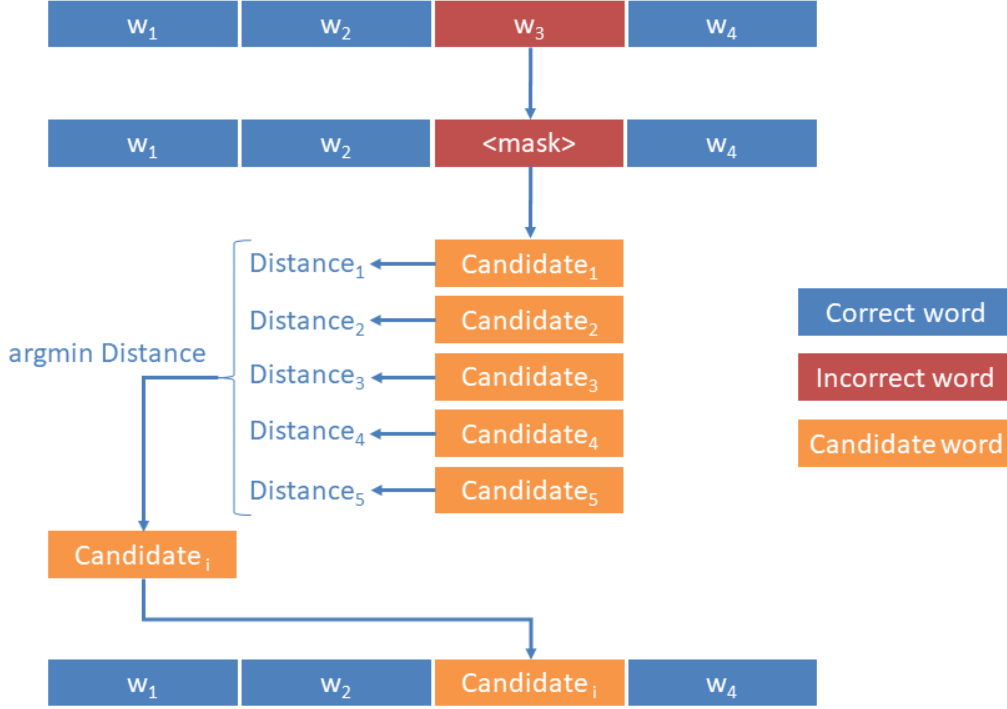 w₁ w₂ w₃ w₄
w₁ w₂ <mask> w₄
Distance₁ Candidate₁
Distance₂ Candidate₂
Distance₃ Candidate₃
Distance₄ Candidate₄
Distance₅ Candidate₅
argmin Distance
Candidate ᵢ
w₁ w₂ Candidate ᵢ w₄
Correct word
Incorrect word
Candidate word